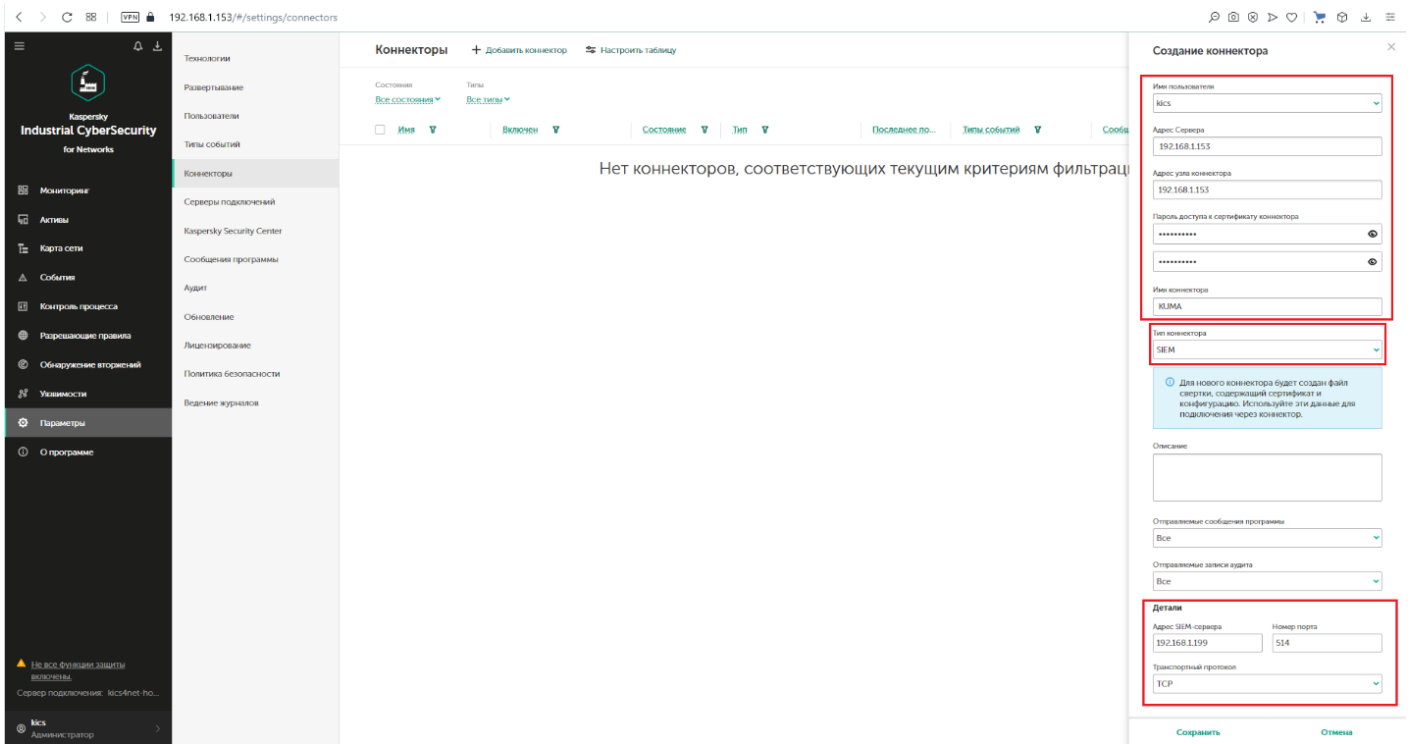 VPN 192.168.1.153/#/settings/connectors
Kaspersky
Industrial CyberSecurity
for Networks
Мониторинг
Активы
Карта сети
События
Контроль процесса
Разрешающие правила
Обнаружение вторжений
Уязвимости
Параметры
О программе
Не все функции защиты
включены.
Сервер подключения: kics4net-ho...
kics
Администратор
Технологии
Развертывание
Пользователи
Типы событий
Коннекторы
Серверы подключений
Kaspersky Security Center
Сообщения программы
Аудит
Обновление
Лицензирование
Политика безопасности
Ведение журналов
Коннекторы + Добавить коннектор Настроить таблицу
Состояния Типы
Все состояния Все типы
Имя Включен Состояние Тип Последнее по... Типы событий Сообщ
Нет коннекторов, соответствующих текущим критериям фильтрац
Создание коннектора
Имя пользователя
kics
Адрес Сервера
192.168.1.153
Адрес узла коннектора
192.168.1.153
Пароль доступа к сертификату коннектора
••••••••••
••••••••••
Имя коннектора
KUMA
Тип коннектора
SIEM
Для нового коннектора будет создан файл
свертки, содержащий сертификат и
конфигурацию. Используйте эти данные для
подключения через коннектор.
Описание
Отправляемые сообщения программы
Все
Отправляемые записи аудита
Все
Детали
Адрес SIEM-сервера Номер порта
192.168.1.199 514
Транспортный протокол
TCP
Сохранить Отмена